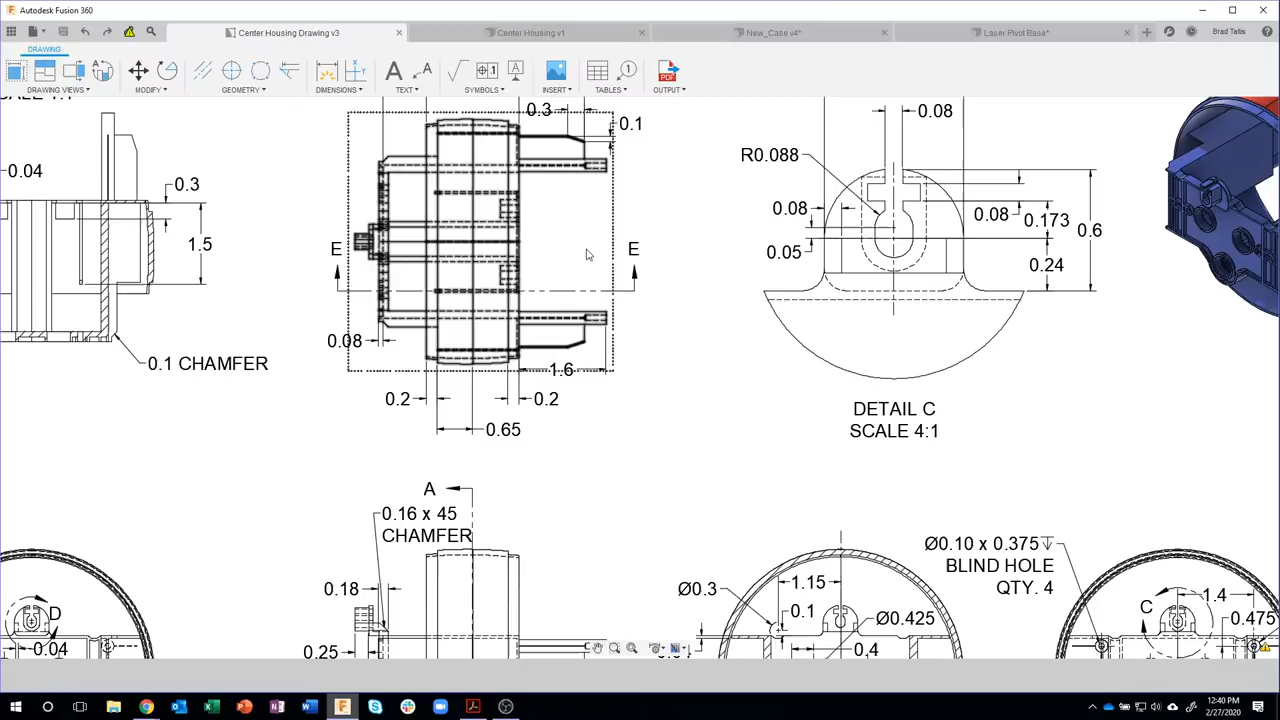 Autodesk Fusion 360
Center Housing Drawing v3
Center Housing v1
New_Case v4*
Laser Pivot Base*
Brad Tallis
DRAWING
DRAWING VIEWS
MODIFY
GEOMETRY
DIMENSIONS
TEXT
SYMBOLS
INSERT
TABLES
OUTPUT
0.04
0.3
1.5
0.1 CHAMFER
0.3
0.1
E
E
0.08
1.6
0.2
0.2
0.65
0.08
R0.088
0.08
0.05
0.08
0.173
0.6
0.24
DETAIL C
SCALE 4:1
A
0.16 x 45
CHAMFER
0.18
0.25
D
0.04
Ø0.3
1.15
0.1
Ø0.425
0.4
Ø0.10 x 0.375
BLIND HOLE
QTY. 4
C
1.4
0.475
12:40 PM
2/27/2020